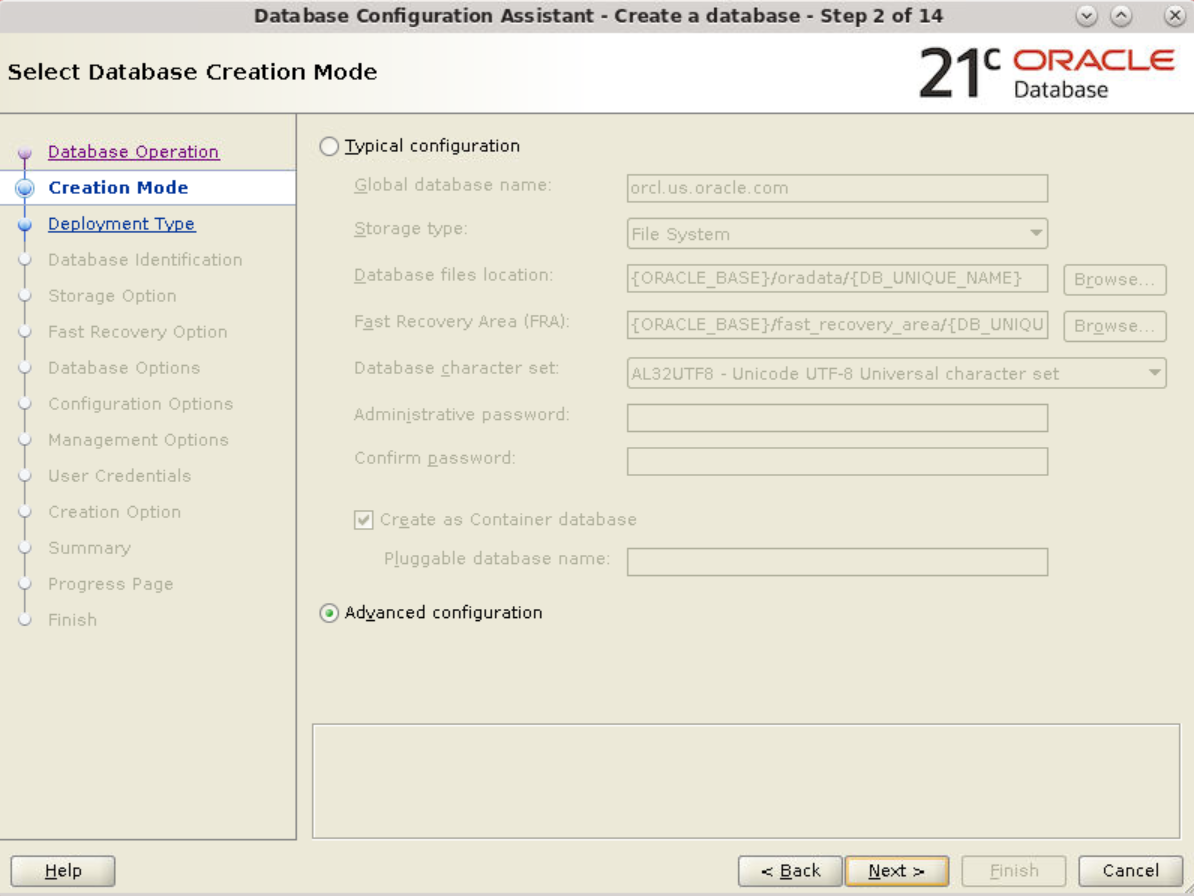 Database Configuration Assistant - Create a database - Step 2 of 14
Select Database Creation Mode
21c ORACLE
Database
Database Operation
Creation Mode
Deployment Type
Database Identification
Storage Option
Fast Recovery Option
Database Options
Configuration Options
Management Options
User Credentials
Creation Option
Summary
Progress Page
Finish
Typical configuration
Global database name: orcl.us.oracle.com
Storage type: File System
Database files location: {ORACLE_BASE}/oradata/{DB_UNIQUE_NAME} Browse...
Fast Recovery Area (FRA): {ORACLE_BASE}/fast_recovery_area/{DB_UNIQU Browse...
Database character set: AL32UTF8 - Unicode UTF-8 Universal character set
Administrative password:
Confirm password:
Create as Container database
Pluggable database name:
Advanced configuration
Help < Back Next > Finish Cancel